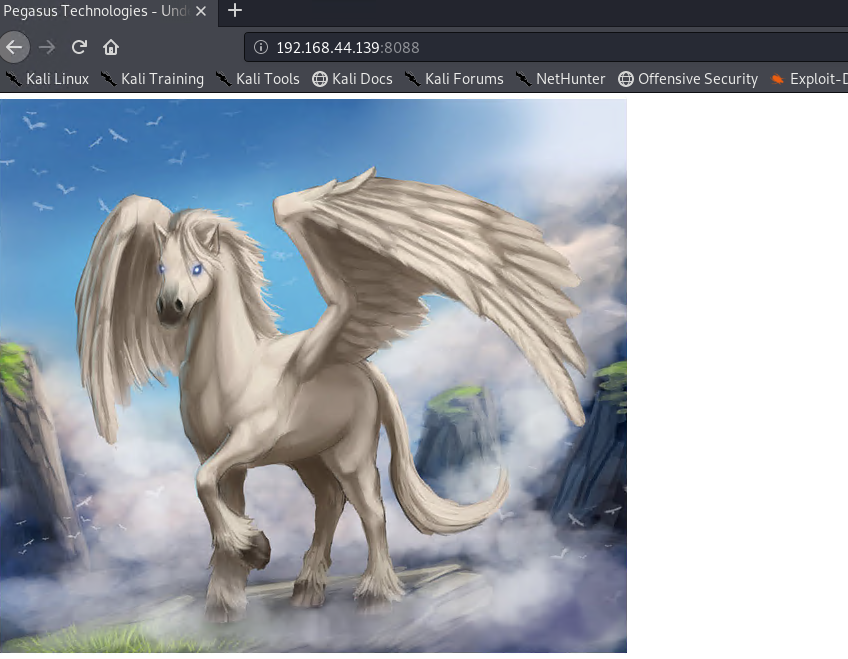 Pegasus Technologies - Und
192.168.44.139:8088
Kali Linux Kali Training Kali Tools Kali Docs Kali Forums NetHunter Offensive Security Exploit-D